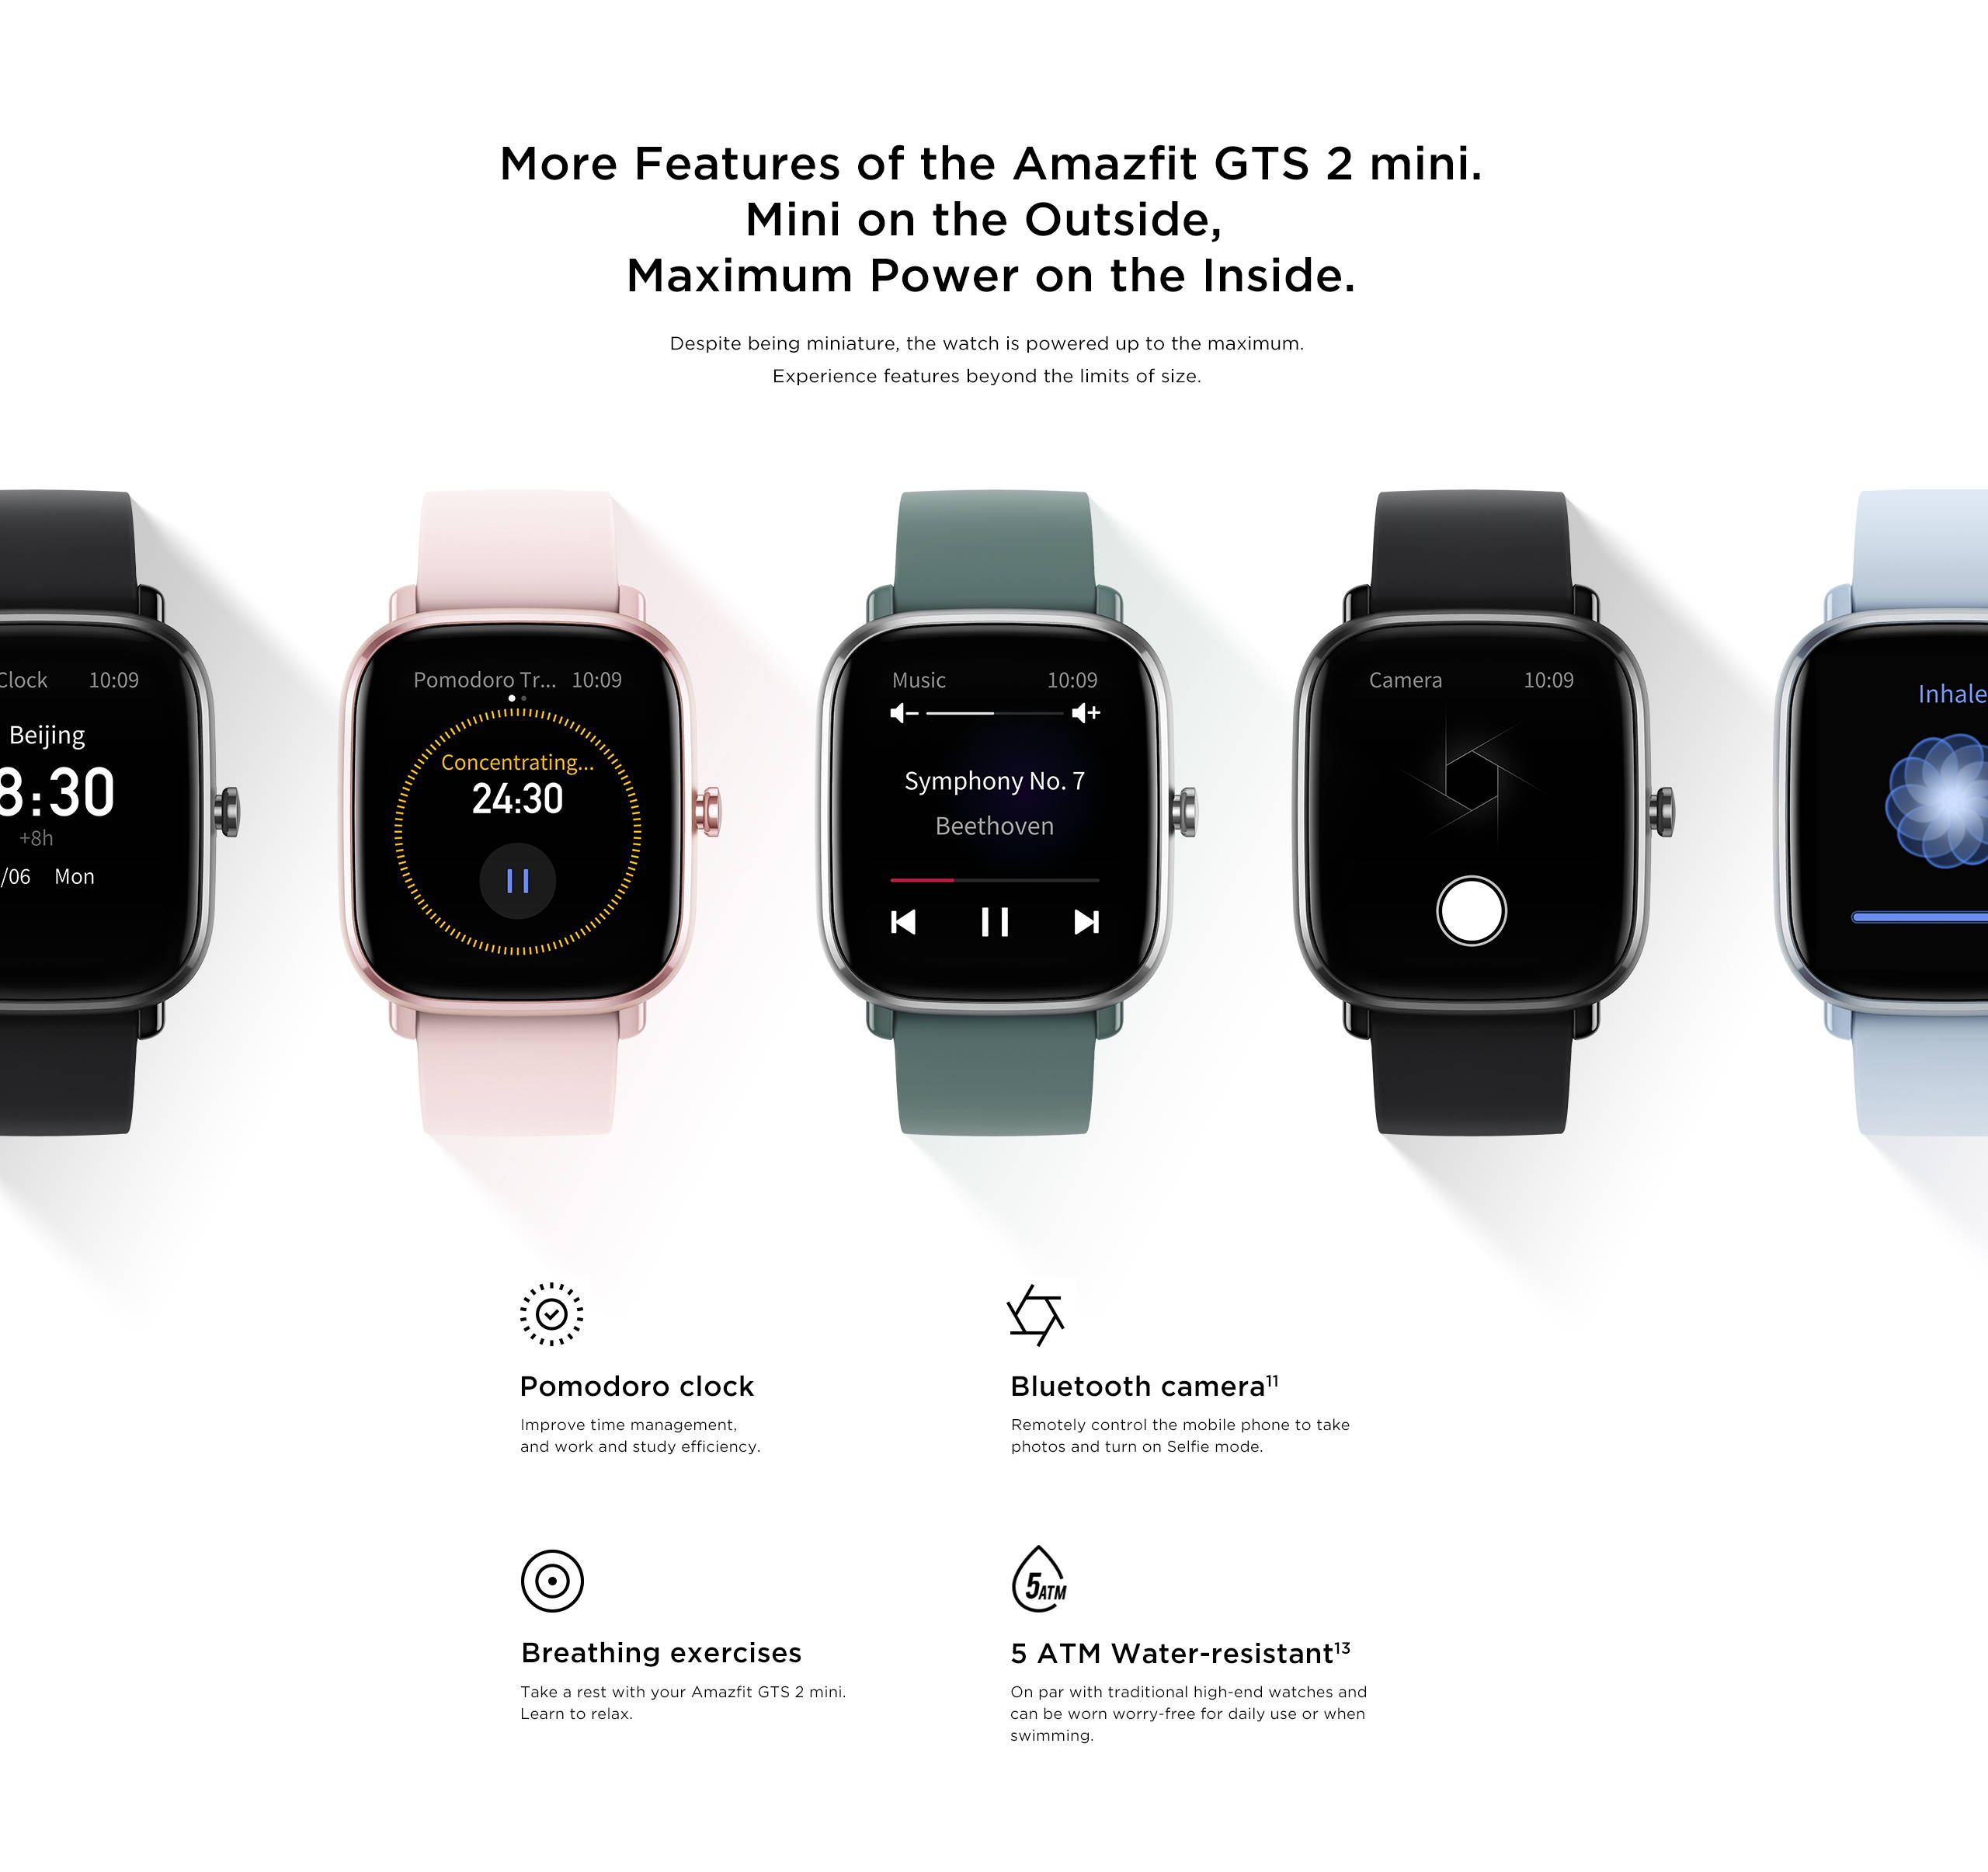 More Features of the Amazfit GTS 2 mini.
Mini on the Outside,
Maximum Power on the Inside.
Despite being miniature, the watch is powered up to the maximum.
Experience features beyond the limits of size.
Clock 10:09
Beijing
8:30
+8h
/06 Mon
Pomodoro Tr... 10:09
Concentrating...
24:30
Music 10:09
Symphony No. 7
Beethoven
Camera 10:09
Inhale
Pomodoro clock
Improve time management,
and work and study efficiency.
Bluetooth camera¹¹
Remotely control the mobile phone to take
photos and turn on Selfie mode.
Breathing exercises
Take a rest with your Amazfit GTS 2 mini.
Learn to relax.
5ATM
5 ATM Water-resistant¹³
On par with traditional high-end watches and
can be worn worry-free for daily use or when
swimming.